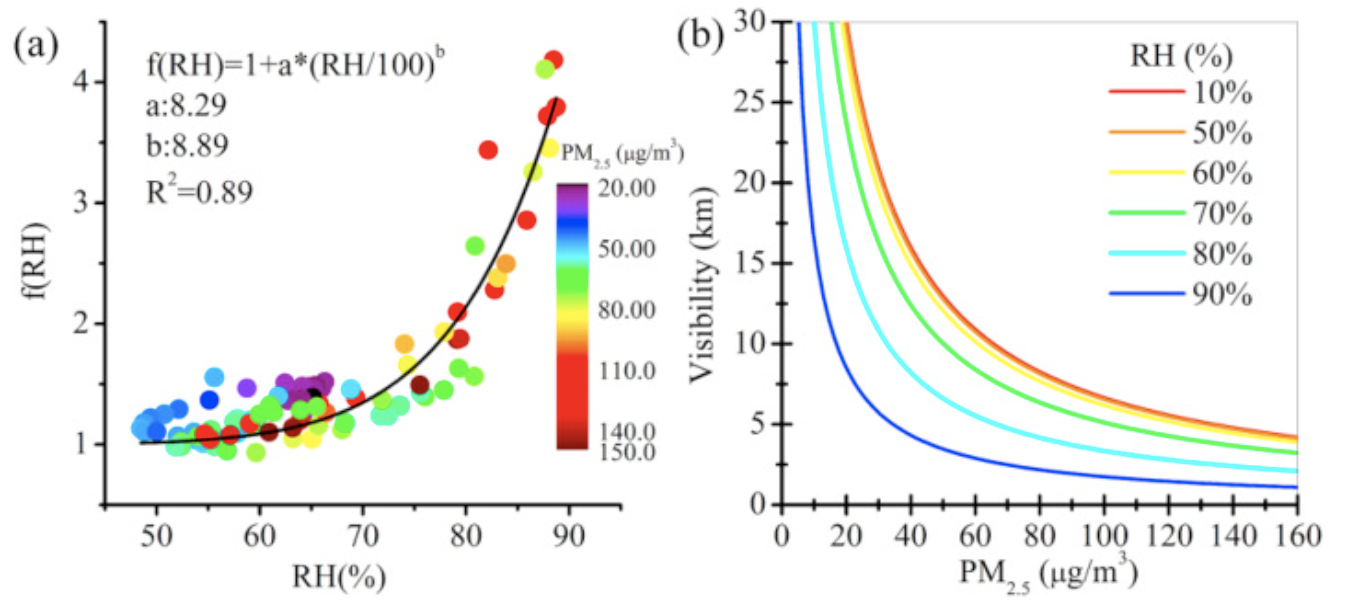 (a)
f(RH)=1+a*(RH/100)^b
a:8.29
b:8.89
R²=0.89
PM₂.₅ (μg/m³)
20.00
50.00
80.00
110.0
140.0
150.0
4
3
2
1
f(RH)
50 60 70 80 90
RH(%)
(b)
30
25
20
15
10
5
0
Visibility (km)
RH (%)
10%
50%
60%
70%
80%
90%
0 20 40 60 80 100 120 140 160
PM₂.₅ (μg/m³)